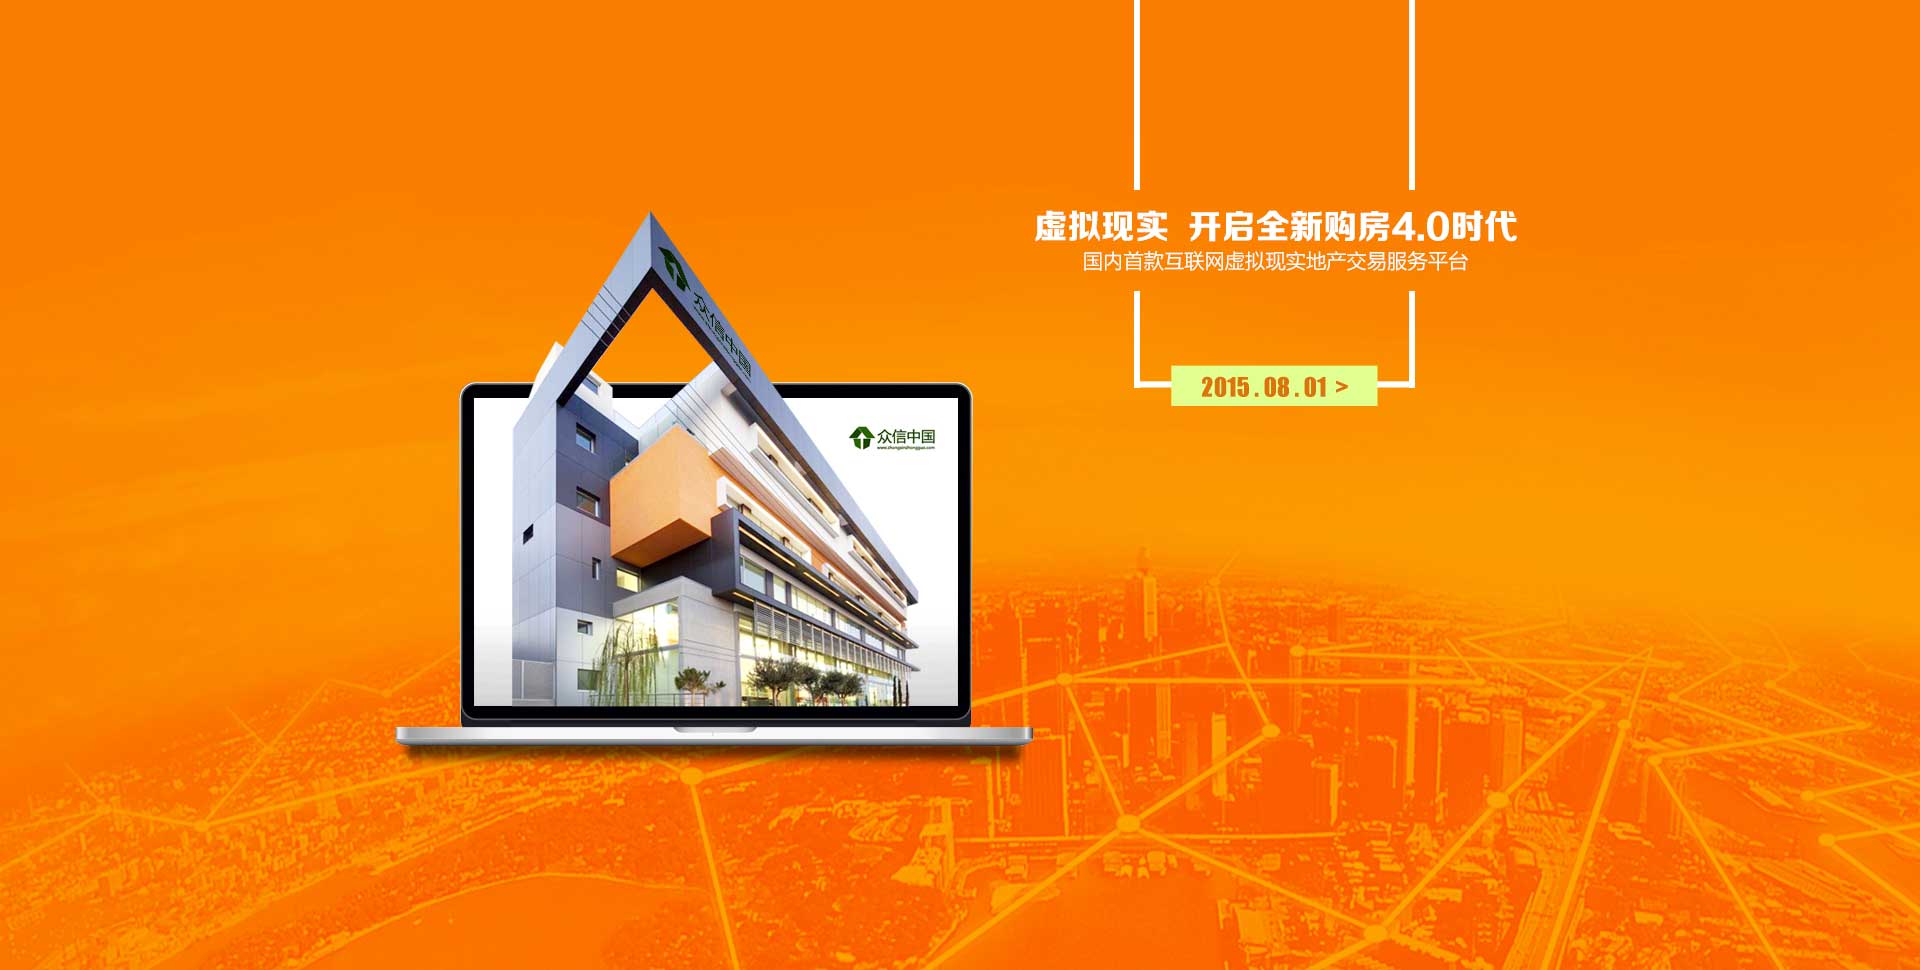 虚拟现实 开启全新购房4.0时代
国内首款互联网虚拟现实地产交易服务平台
2015.08.01 >
众信中国
众信中国
www.zhongxinzhongguo.com